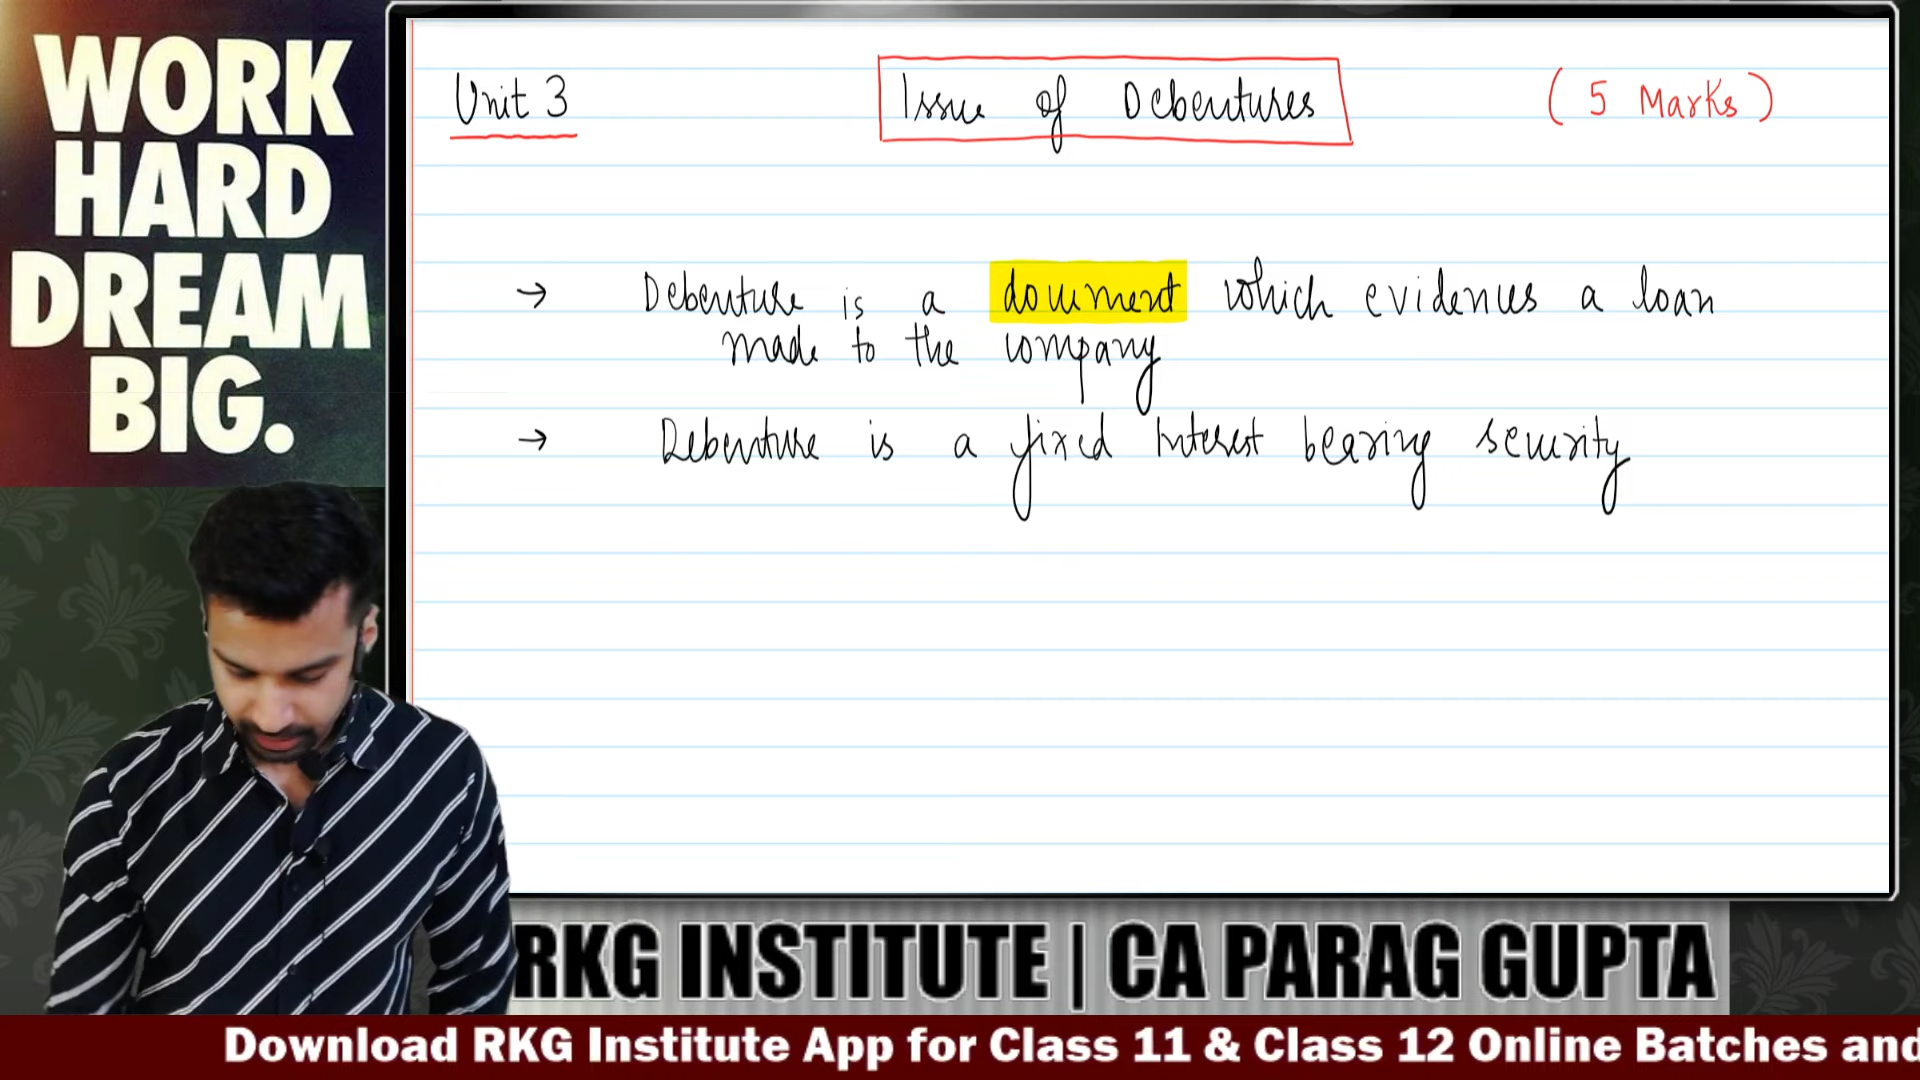 WORK
HARD
DREAM
BIG.
Unit 3 Issue of Debentures ( 5 Marks )
→ Debenture is a document which evidences a loan
made to the company
→ Debenture is a fixed Interest bearing security
RKG INSTITUTE | CA PARAG GUPTA
Download RKG Institute App for Class 11 & Class 12 Online Batches and